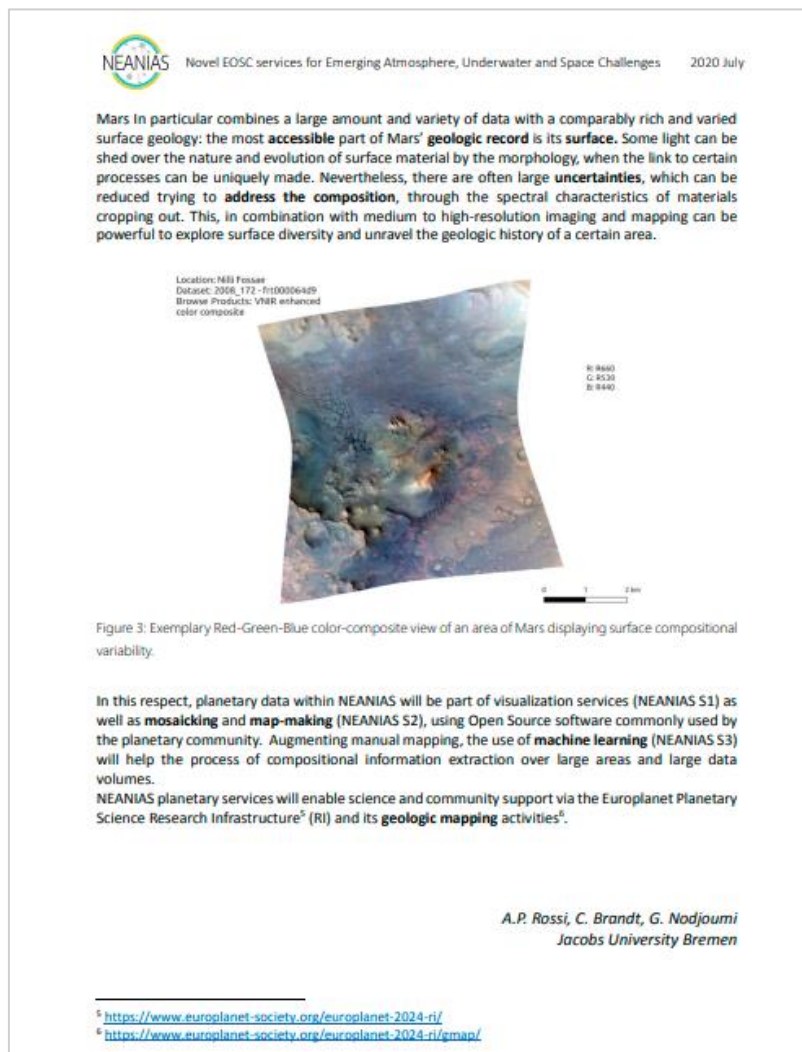 NEANIAS Novel EOSC services for Emerging Atmosphere, Underwater and Space Challenges 2020 July
Mars In particular combines a large amount and variety of data with a comparably rich and varied
surface geology: the most accessible part of Mars' geologic record is its surface. Some light can be
shed over the nature and evolution of surface material by the morphology, when the link to certain
processes can be uniquely made. Nevertheless, there are often large uncertainties, which can be
reduced trying to address the composition, through the spectral characteristics of materials
cropping out. This, in combination with medium to high-resolution imaging and mapping can be
powerful to explore surface diversity and unravel the geologic history of a certain area.
Location: Nilli Fossae
Dataset: 2008_172 - frt000064d9
Browse Products: VNIR enhanced
color composite
R: R660
G: R530
B: R440
0 1 2 km
Figure 3: Exemplary Red-Green-Blue color-composite view of an area of Mars displaying surface compositional
variability.
In this respect, planetary data within NEANIAS will be part of visualization services (NEANIAS S1) as
well as mosaicking and map-making (NEANIAS S2), using Open Source software commonly used by
the planetary community. Augmenting manual mapping, the use of machine learning (NEANIAS S3)
will help the process of compositional information extraction over large areas and large data
volumes.
NEANIAS planetary services will enable science and community support via the Europlanet Planetary
Science Research Infrastructure5 (RI) and its geologic mapping activities6.
A.P. Rossi, C. Brandt, G. Nodjoumi
Jacobs University Bremen
5 https://www.europlanet-society.org/europlanet-2024-ri/
6 https://www.europlanet-society.org/europlanet-2024-ri/gmap/